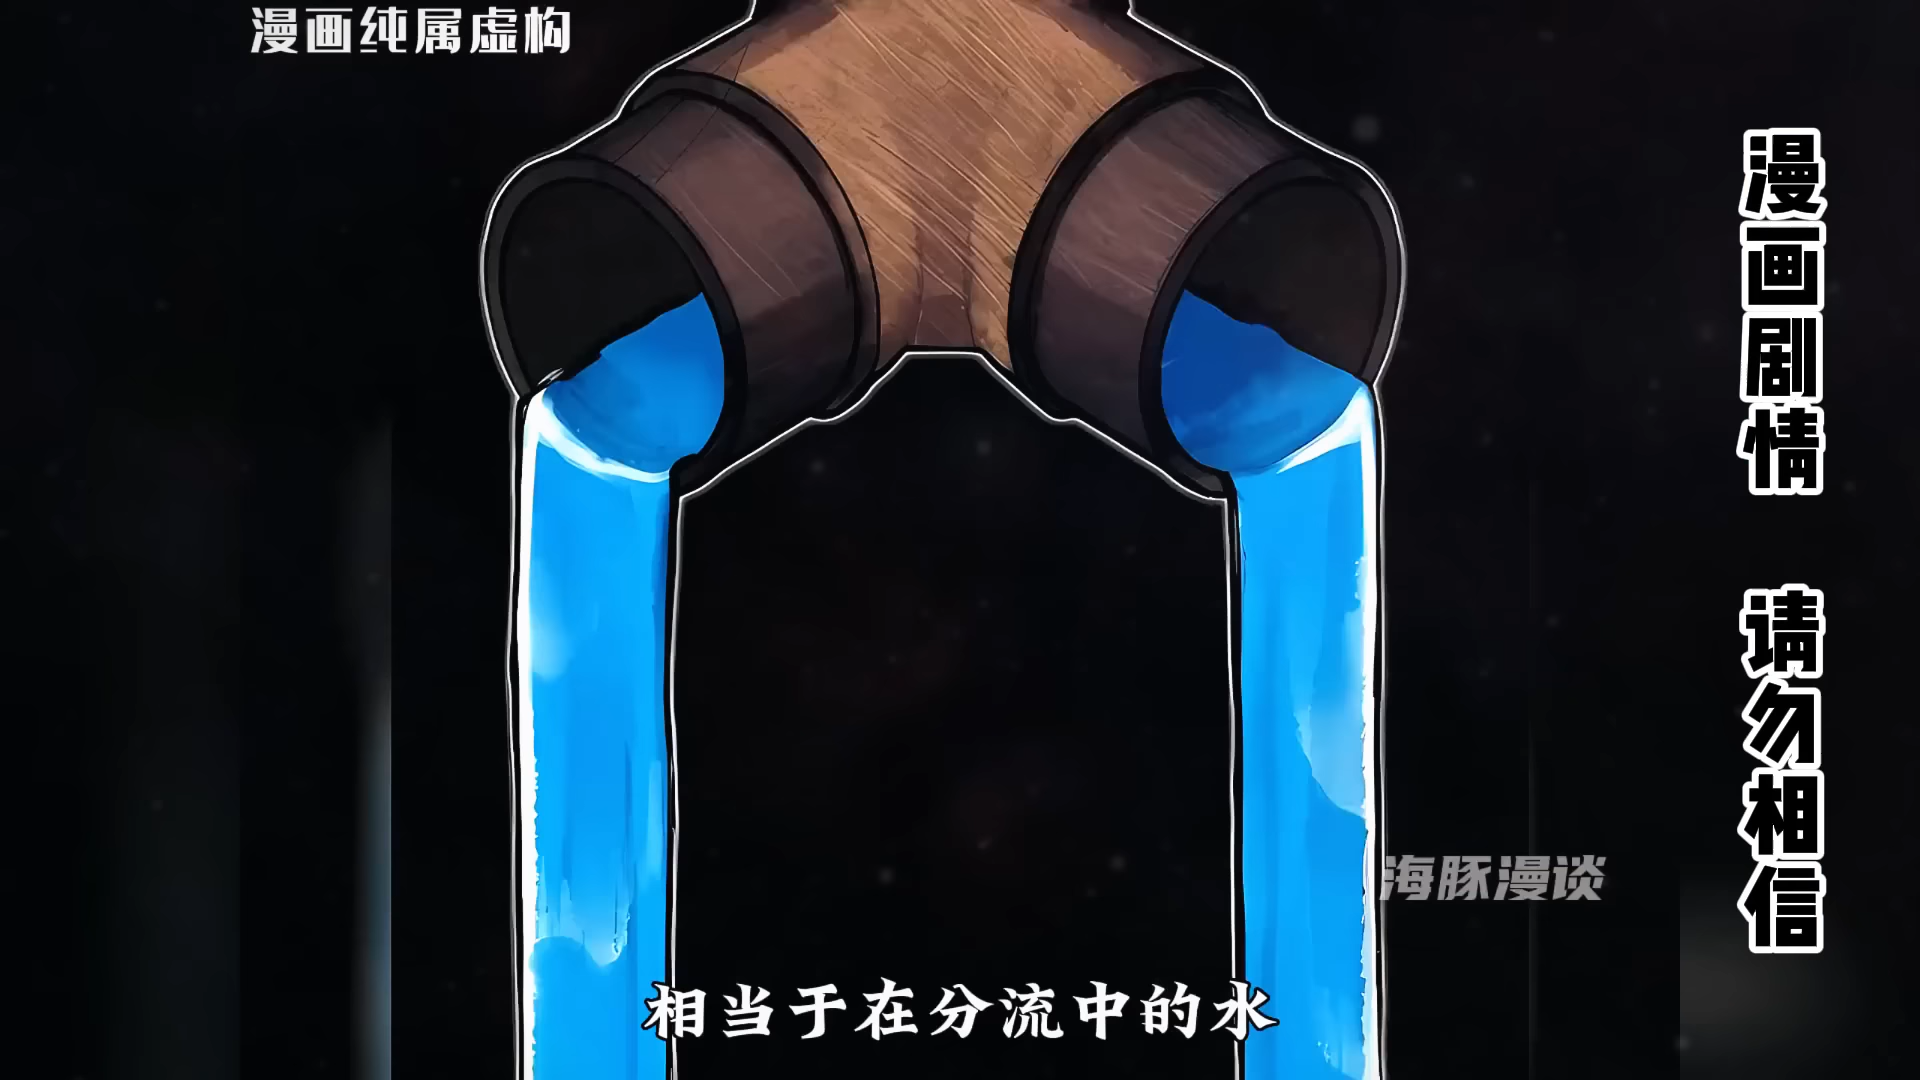 漫画纯属虚构
漫画剧情 请勿相信
海豚漫谈
相当于在分流中的水